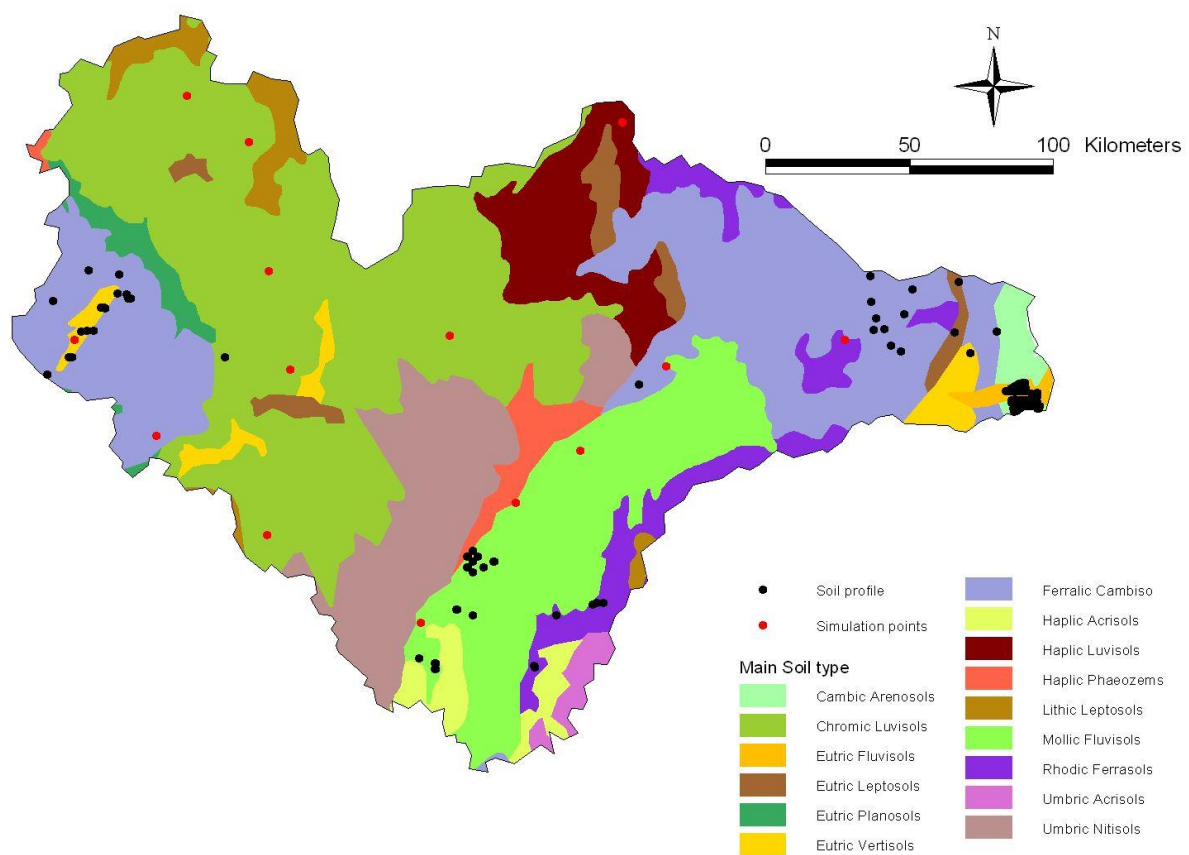 N
0 50 100 Kilometers
Soil profile
Simulation points
Main Soil type
Cambic Arenosols
Chromic Luvisols
Eutric Fluvisols
Eutric Leptosols
Eutric Planosols
Eutric Vertisols
Ferralic Cambiso
Haplic Acrisols
Haplic Luvisols
Haplic Phaeozems
Lithic Leptosols
Mollic Fluvisols
Rhodic Ferrasols
Umbric Acrisols
Umbric Nitisols